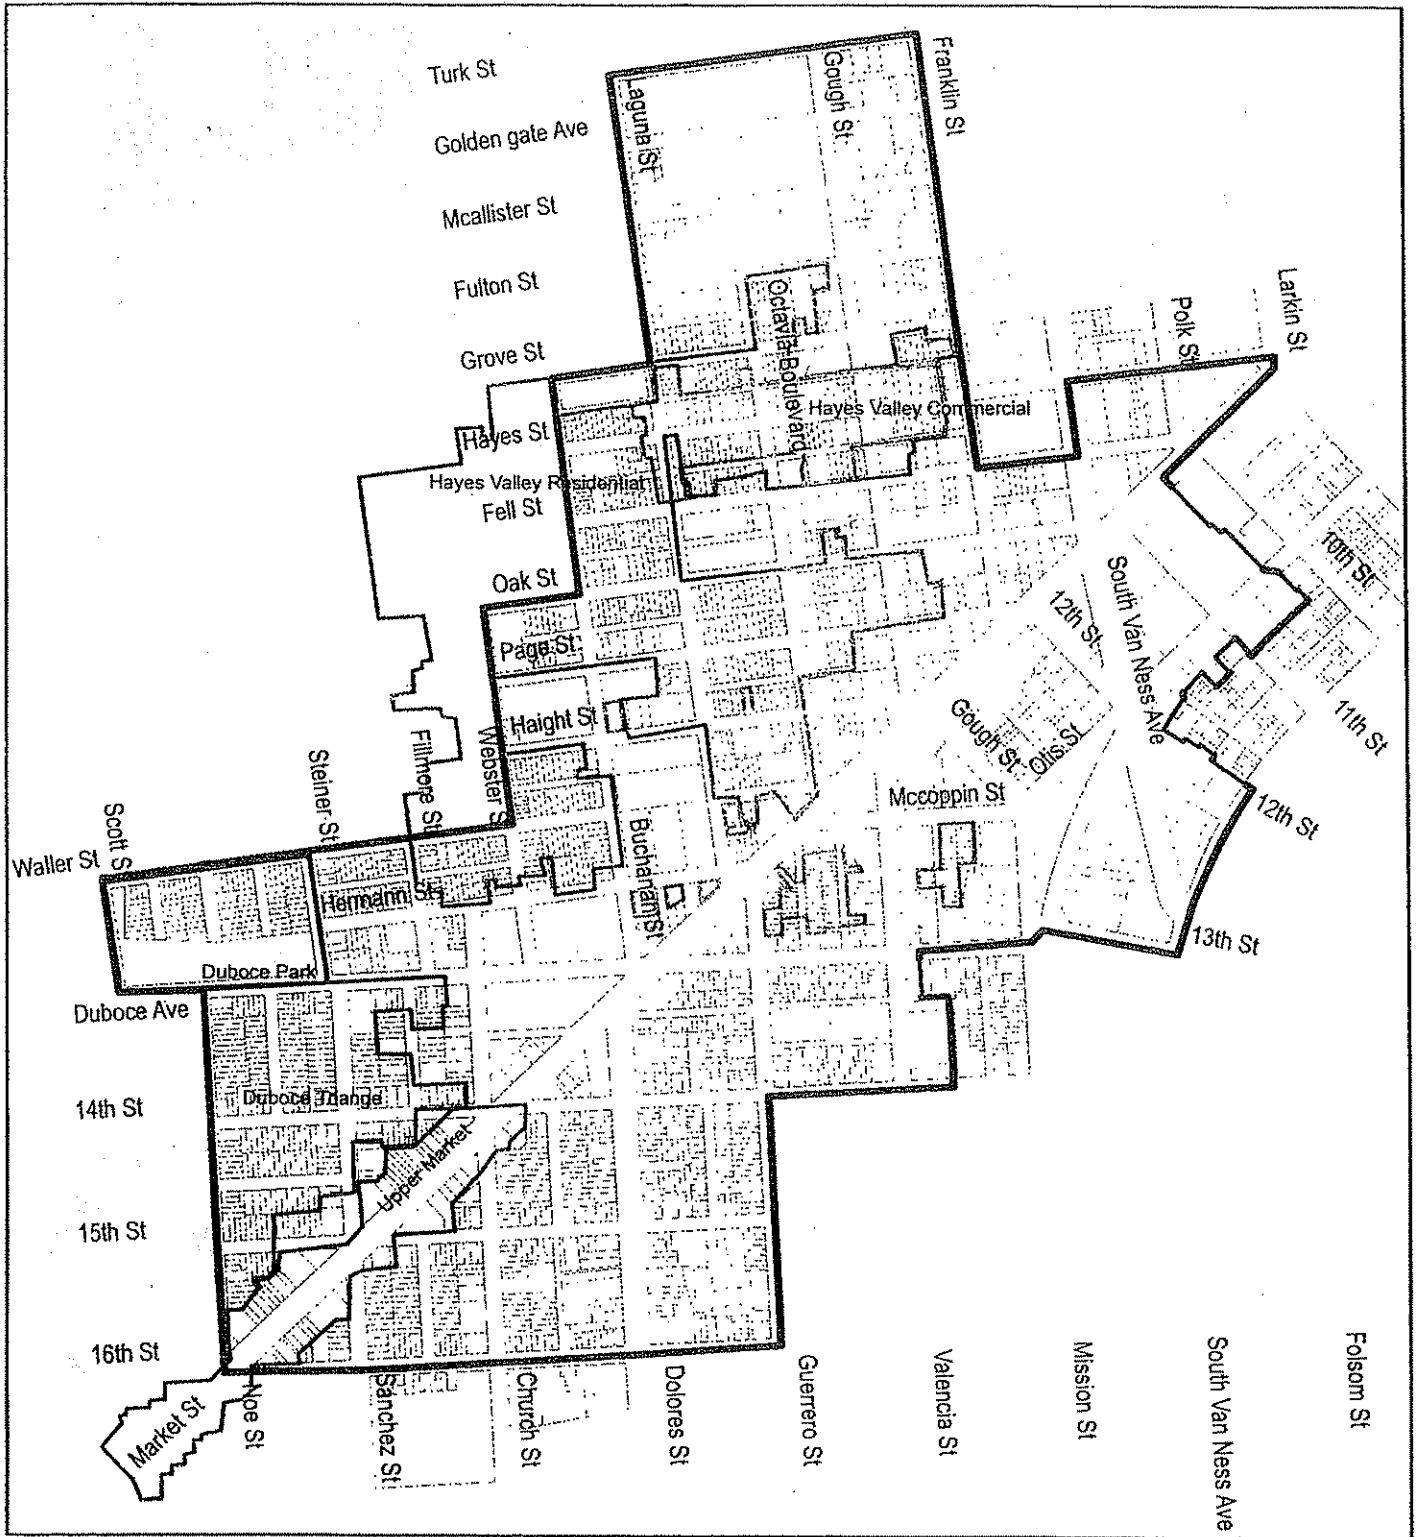 Turk St
Golden gate Ave
Mcallister St
Fulton St
Grove St
Hayes St
Hayes Valley Residential
Fell St
Oak St
Page St
Haight St
Laguna St
Gough St
Franklin St
Octavia Boulevard
Hayes Valley Commercial
Polk St
Larkin St
10th St
11th St
12th St
South Van Ness Ave
12th St
Gough St
Otis St
Mccoppin St
13th St
Scott S
Steiner St
Fillmore St
Webster S
Buchanan St
Waller St
Hermann St
Duboce Park
Duboce Ave
14th St
Duboce Triange
Upper Market
15th St
16th St
Market St
Noe St
Sanchez St
Church St
Dolores St
Guerrero St
Valencia St
Mission St
South Van Ness Ave
Folsom St